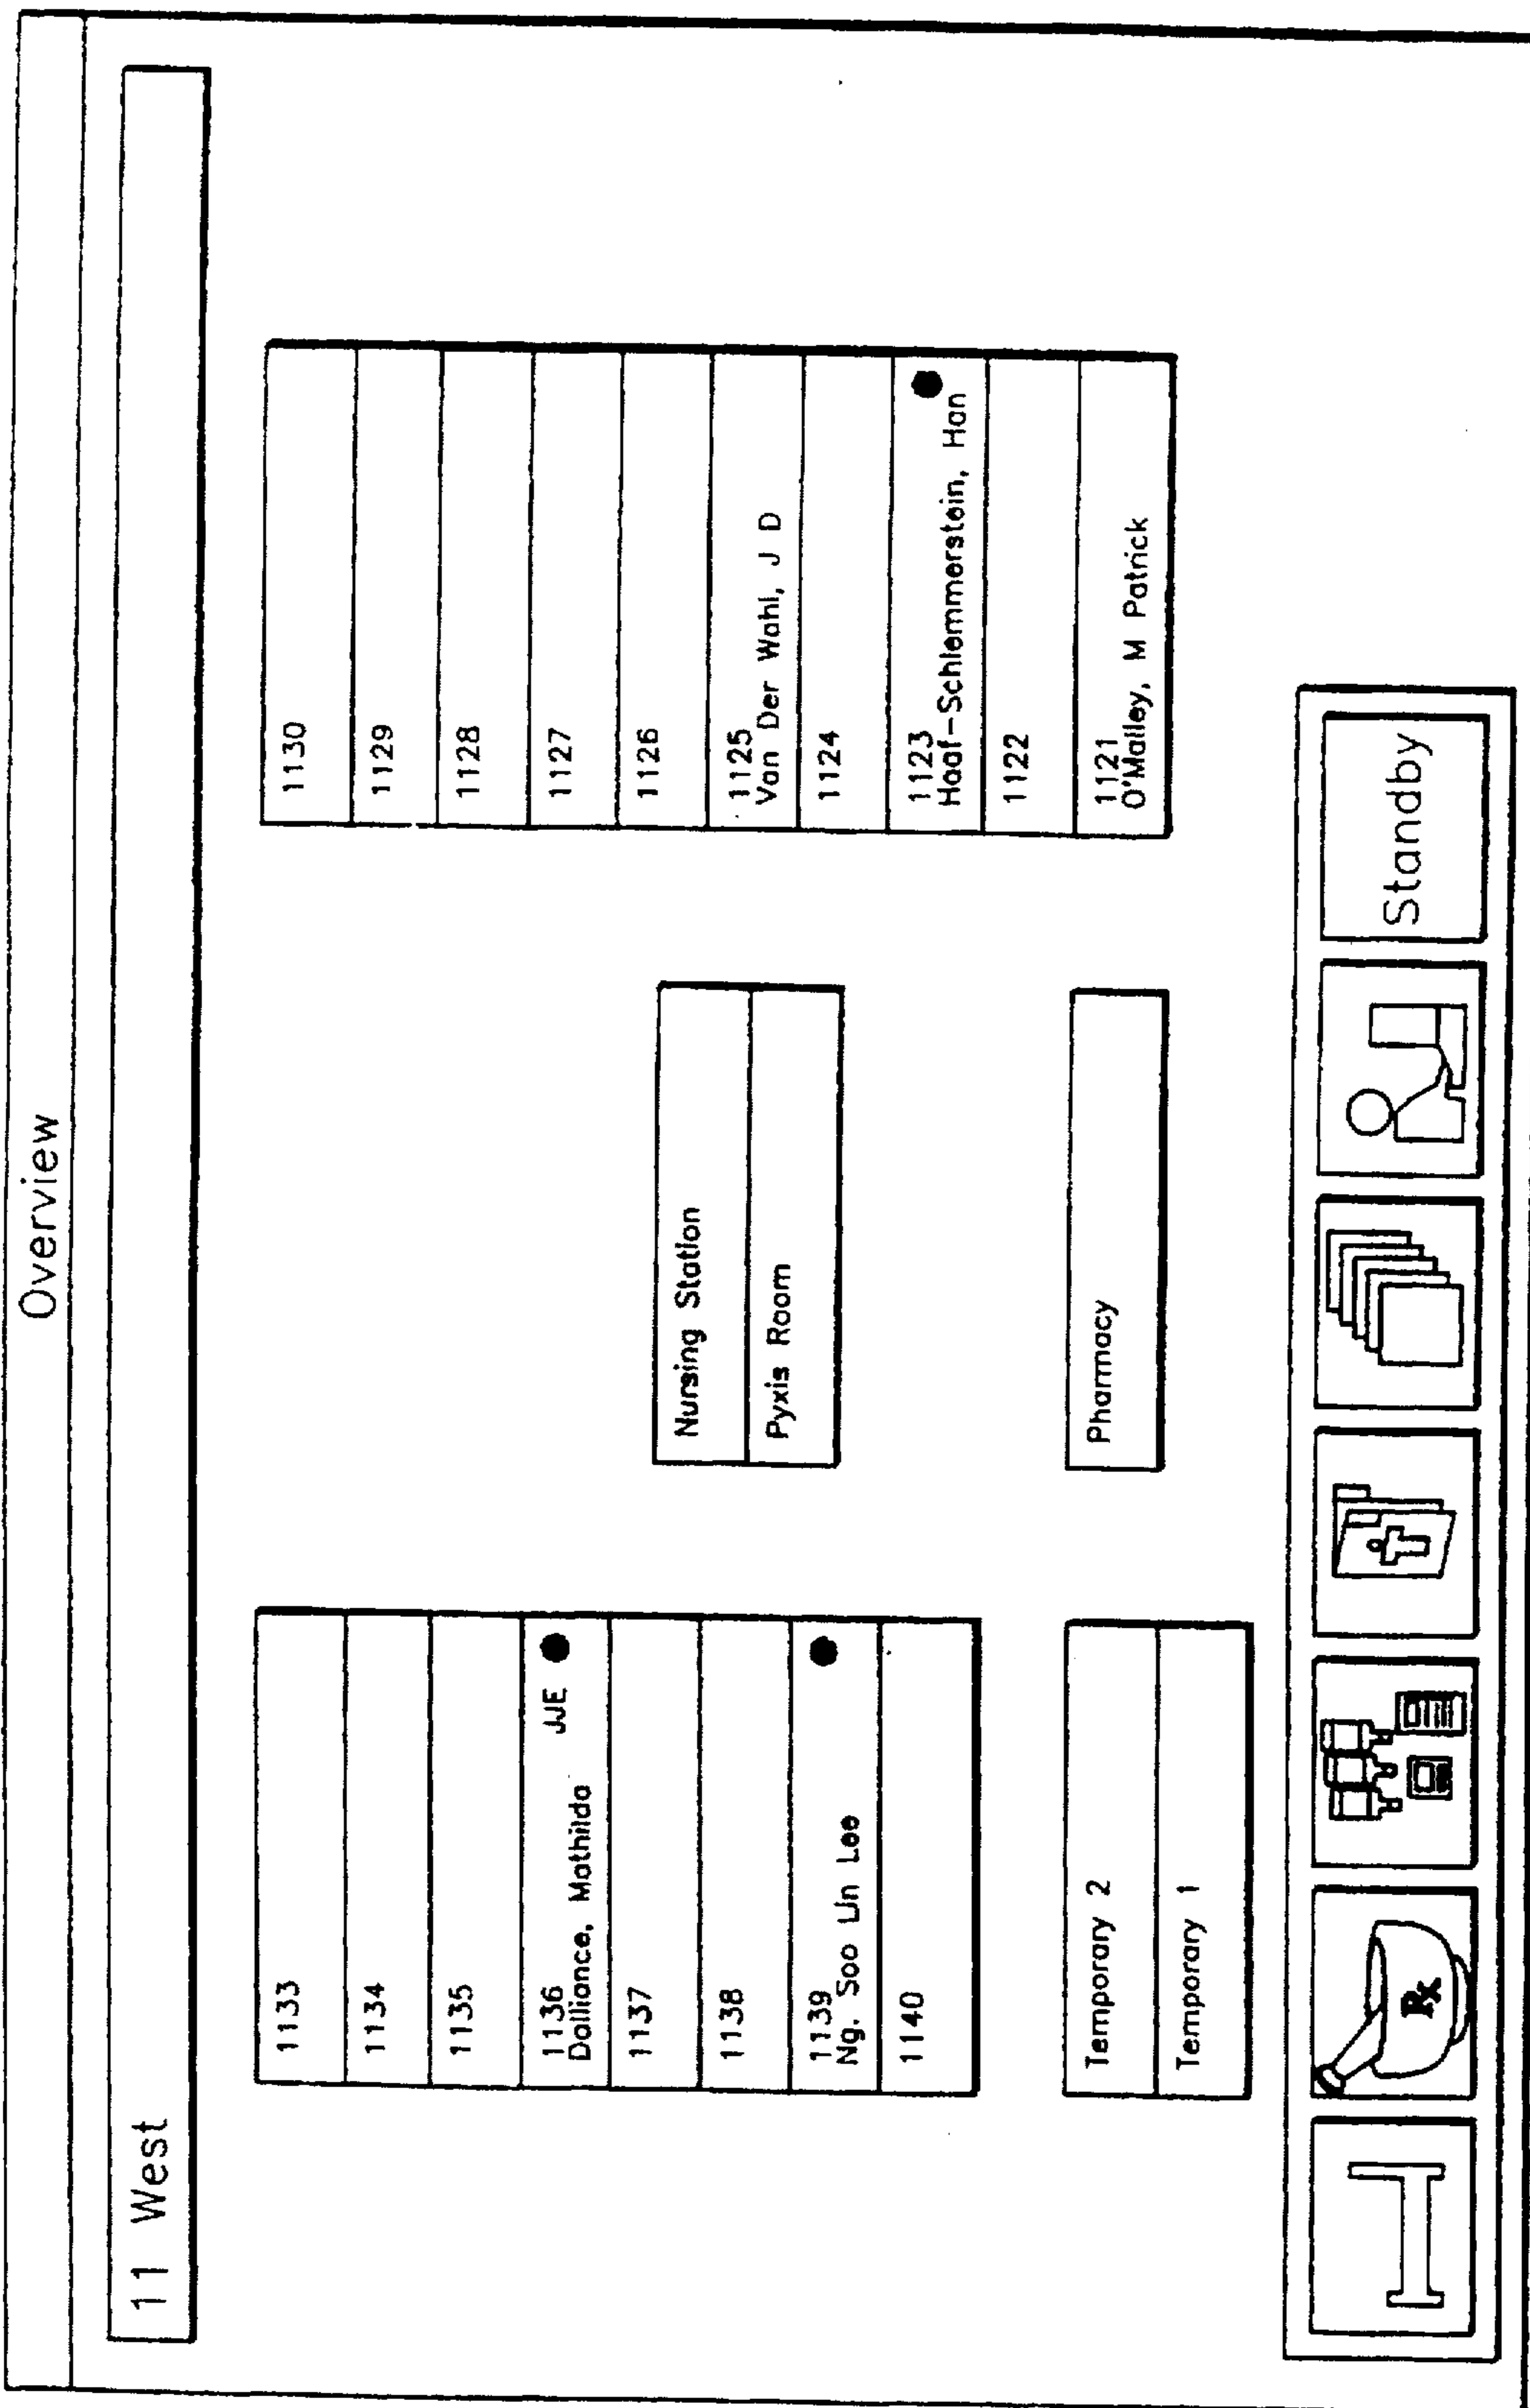 Overview
11 West
1133
1134
1135
1136
Dalliance, Mathilda JJE
1137
1138
1139
Ng, Soo Lin Lee
1140
Temporary 2
Temporary 1
Nursing Station
Pyxis Room
Pharmacy
1130
1129
1128
1127
1126
1125
Van Der Wahl, J D
1124
1123
Haaf-Schlemmerstein, Han
1122
1121
O'Malley, M Patrick
Rx
Standby